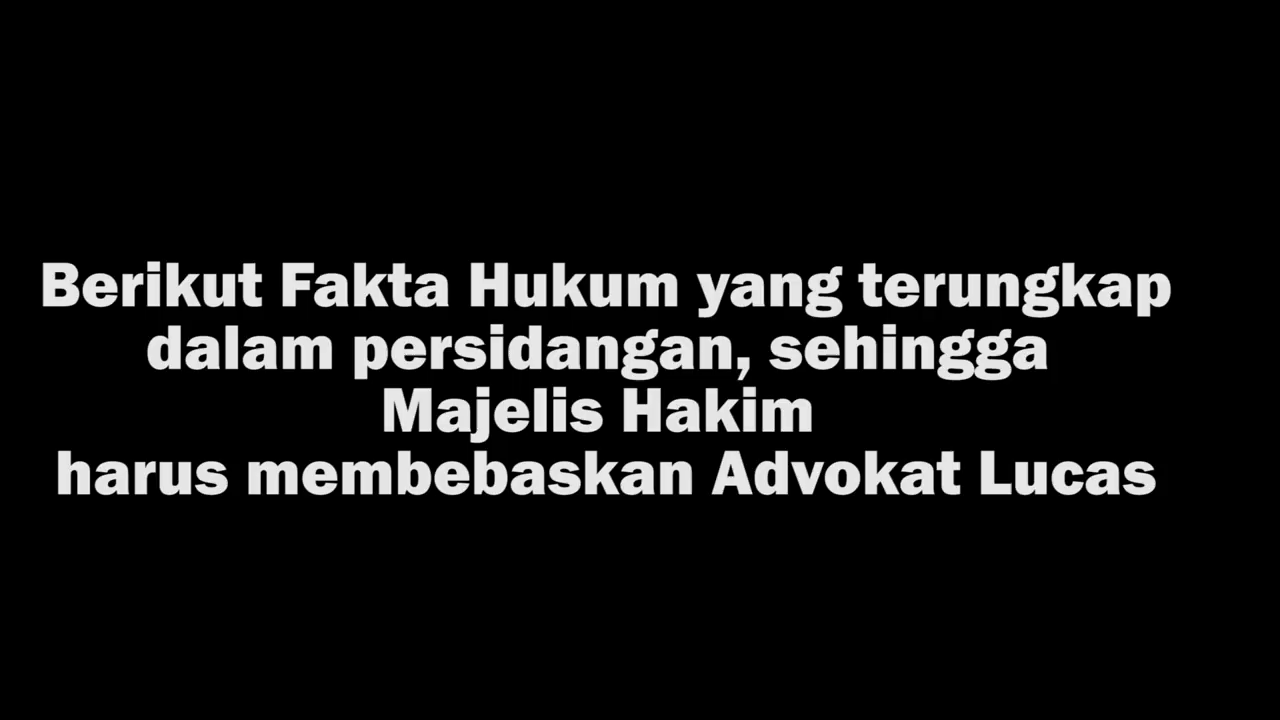 Berikut Fakta Hukum yang terungkap
dalam persidangan, sehingga
Majelis Hakim
harus membebaskan Advokat Lucas